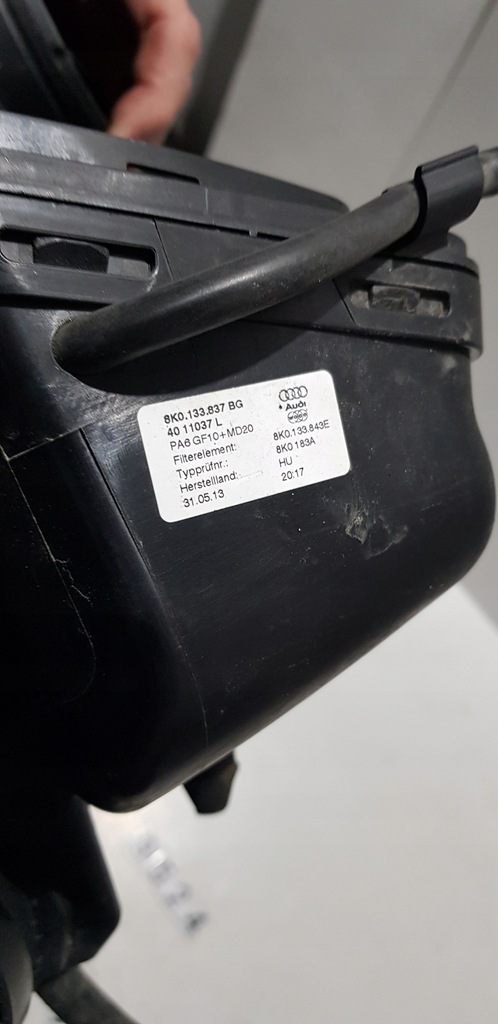 8K0.133.837 BG
40 11037 L
PA6 GF10+MD20
Audi
Filterelement: 8K0.133.843E
Typprüfnr.: 8K0 183A
Herstelland: HU
31.05.13 20:17